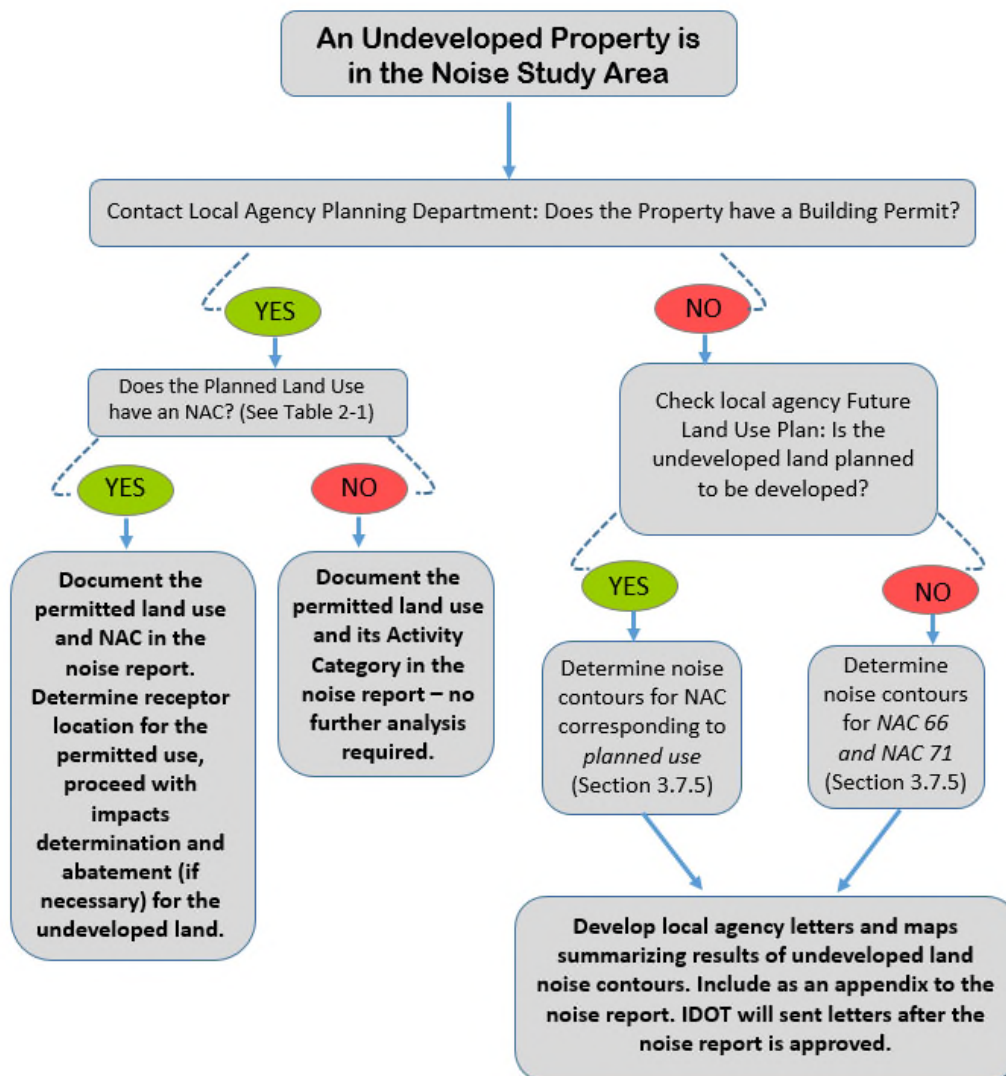 An Undeveloped Property is
in the Noise Study Area
Contact Local Agency Planning Department: Does the Property have a Building Permit?
YES
NO
Does the Planned Land Use
have an NAC? (See Table 2-1)
Check local agency Future
Land Use Plan: Is the
undeveloped land planned
to be developed?
YES
NO
YES
NO
Document the
permitted land use
and NAC in the
noise report.
Determine receptor
location for the
permitted use,
proceed with
impacts
determination and
abatement (if
necessary) for the
undeveloped land.
Document the
permitted land use
and its Activity
Category in the
noise report – no
further analysis
required.
Determine noise
contours for NAC
corresponding to
planned use
(Section 3.7.5)
Determine
noise contours
for NAC 66
and NAC 71
(Section 3.7.5)
Develop local agency letters and maps
summarizing results of undeveloped land
noise contours. Include as an appendix to the
noise report. IDOT will sent letters after the
noise report is approved.